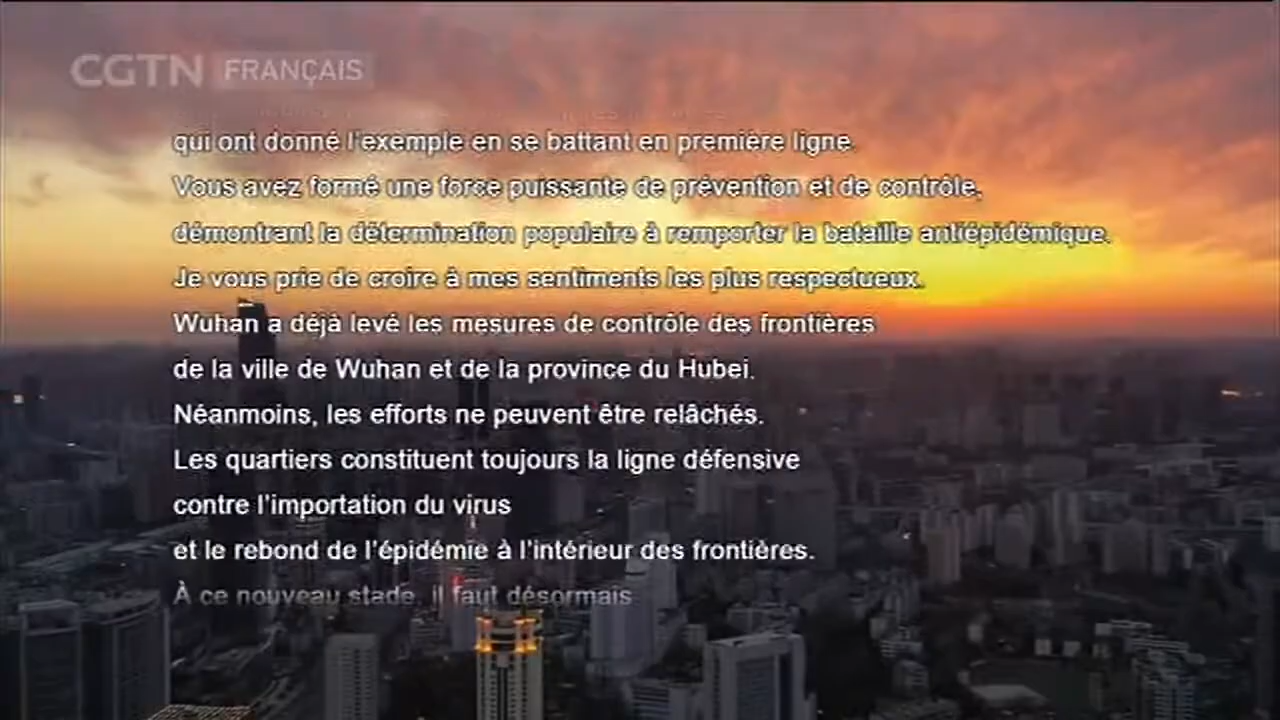 CGTN FRANÇAIS
qui ont donné l'exemple en se battant en première ligne.
Vous avez formé une force puissante de prévention et de contrôle,
démontrant la détermination populaire à remporter la bataille antiépidémique.
Je vous prie de croire à mes sentiments les plus respectueux.
Wuhan a déjà levé les mesures de contrôle des frontières
de la ville de Wuhan et de la province du Hubei.
Néanmoins, les efforts ne peuvent être relâchés.
Les quartiers constituent toujours la ligne défensive
contre l'importation du virus
et le rebond de l'épidémie à l'intérieur des frontières.
À ce nouveau stade, il faut désormais